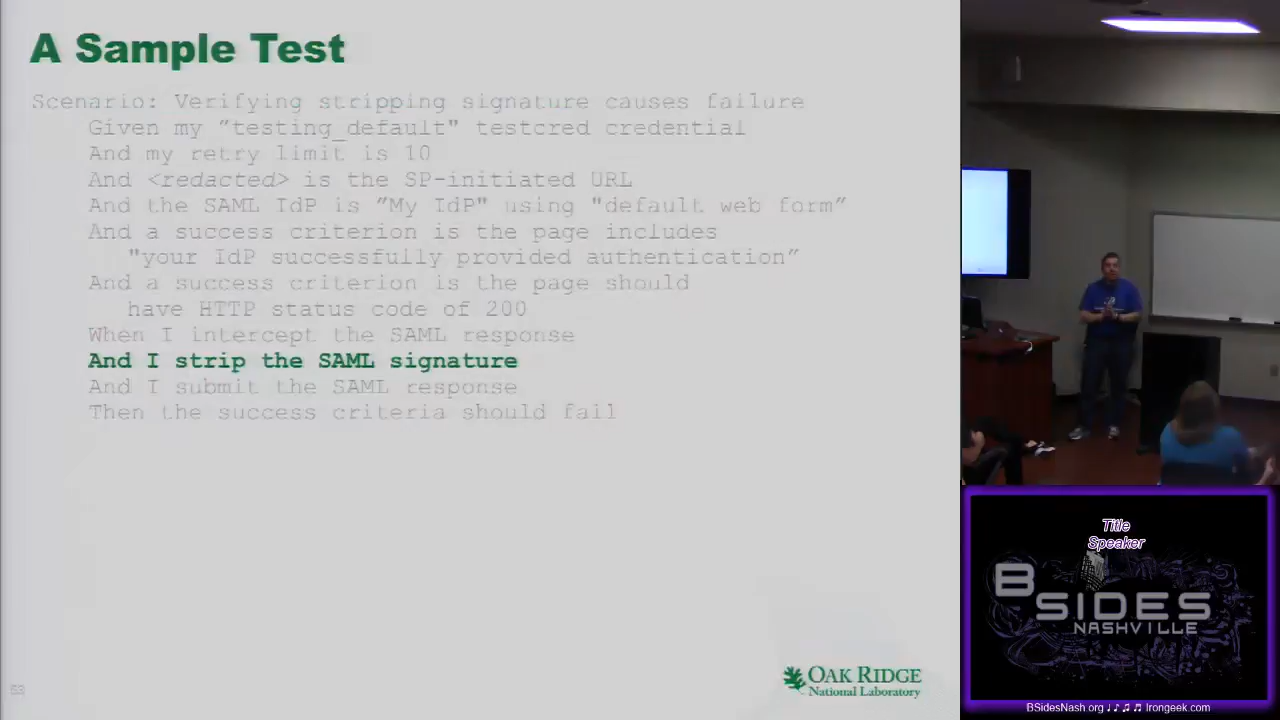 A Sample Test
Scenario: Verifying stripping signature causes failure
Given my ”testing_default" testcred credential
And my retry limit is 10
And <redacted> is the SP-initiated URL
And the SAML IdP is ”My IdP" using "default web form”
And a success criterion is the page includes
"your IdP successfully provided authentication”
And a success criterion is the page should
have HTTP status code of 200
When I intercept the SAML response
And I strip the SAML signature
And I submit the SAML response
Then the success criteria should fail
53
OAK RIDGE
National Laboratory
Title
Speaker
BSIDES
NASHVILLE
BSidesNash.org ♩♪♫♬ Irongeek.com